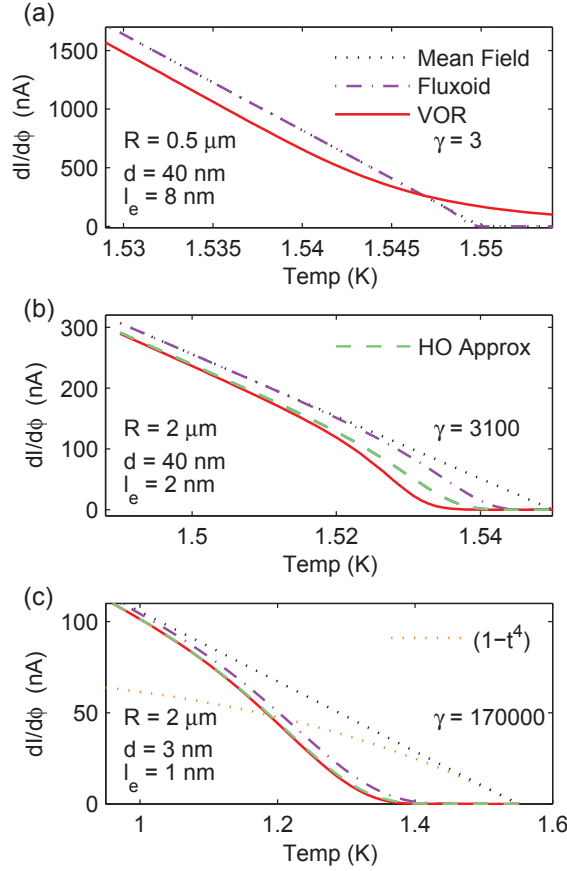 (a)
1500
1000
500
0
dI/dϕ (nA)
Mean Field
Fluxoid
VOR
R = 0.5 μm
d = 40 nm
l_e = 8 nm
γ = 3
1.53 1.535 1.54 1.545 1.55
Temp (K)
(b)
300
200
100
0
dI/dϕ (nA)
HO Approx
R = 2 μm
d = 40 nm
l_e = 2 nm
γ = 3100
1.5 1.52 1.54
Temp (K)
(c)
100
50
0
dI/dϕ (nA)
(1−t⁴)
R = 2 μm
d = 3 nm
l_e = 1 nm
γ = 170000
1 1.2 1.4 1.6
Temp (K)